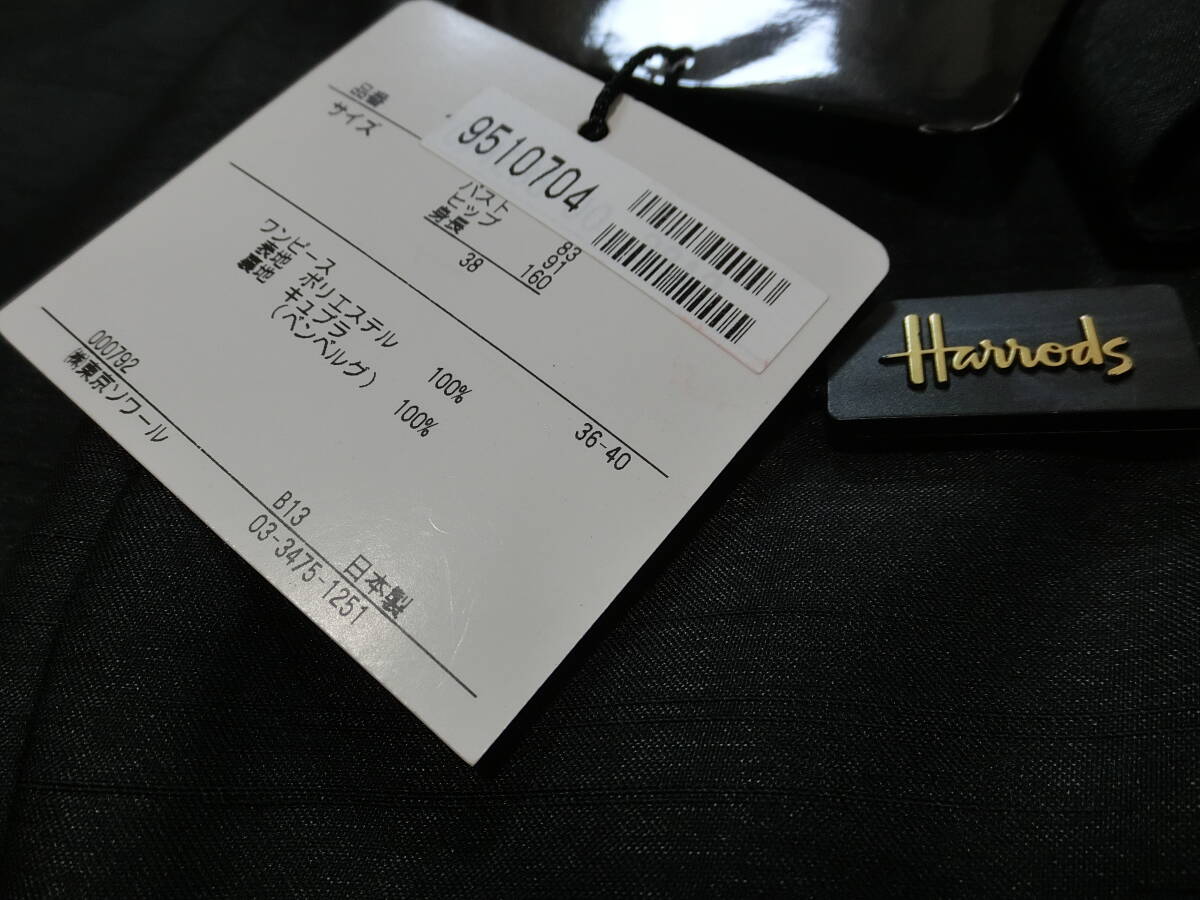 品番
9510704
サイズ
バスト 83
ヒップ 91
身長 160
38
36-40
ワンピース
表地 ポリエステル 100%
裏地 キュプラ 100%
(ベンベルグ)
000792 B13 日本製
㈱東京ソワール 03-3475-1251
Harrods